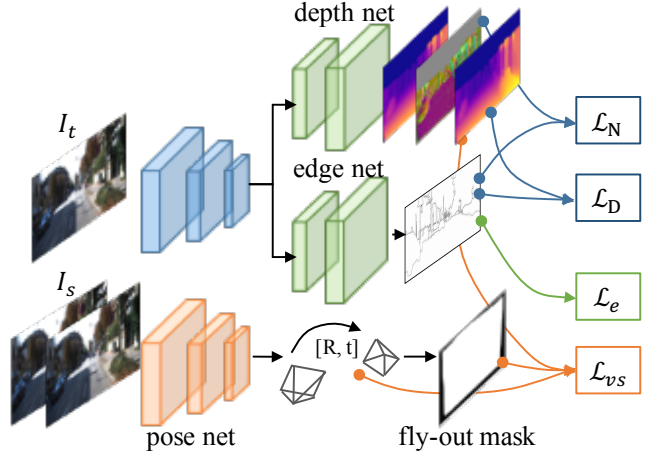 depth net
I_t
ℒ_N
edge net
ℒ_D
I_s
ℒ_e
[R, t]
ℒ_vs
pose net
fly-out mask